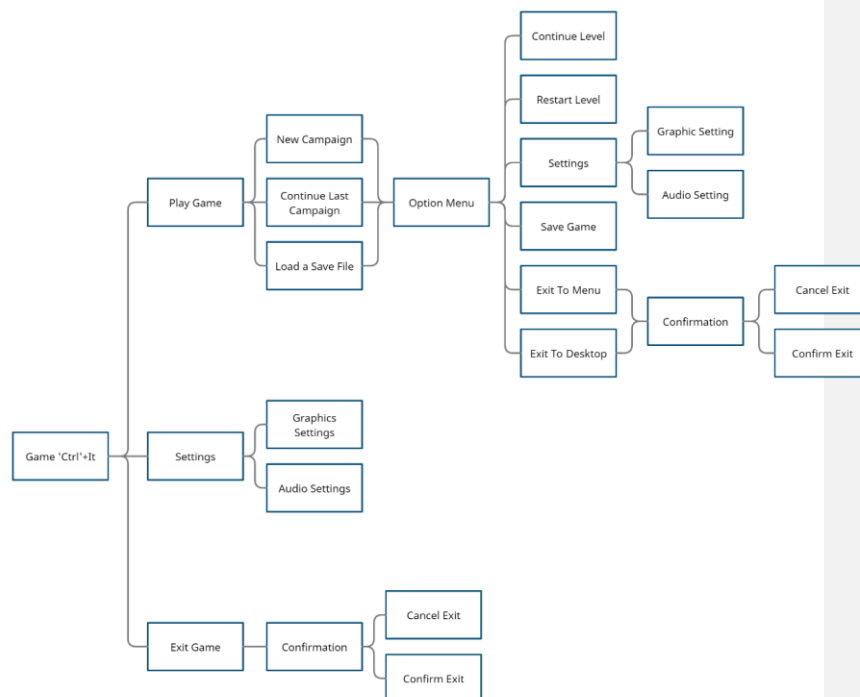 Continue Level
Restart Level
Graphic Setting
New Campaign
Settings
Play Game
Continue Last
Campaign
Option Menu
Audio Setting
Save Game
Load a Save File
Exit To Menu
Cancel Exit
Confirmation
Exit To Desktop
Confirm Exit
Graphics
Settings
Game 'Ctrl'+It
Settings
Audio Settings
Cancel Exit
Exit Game
Confirmation
Confirm Exit